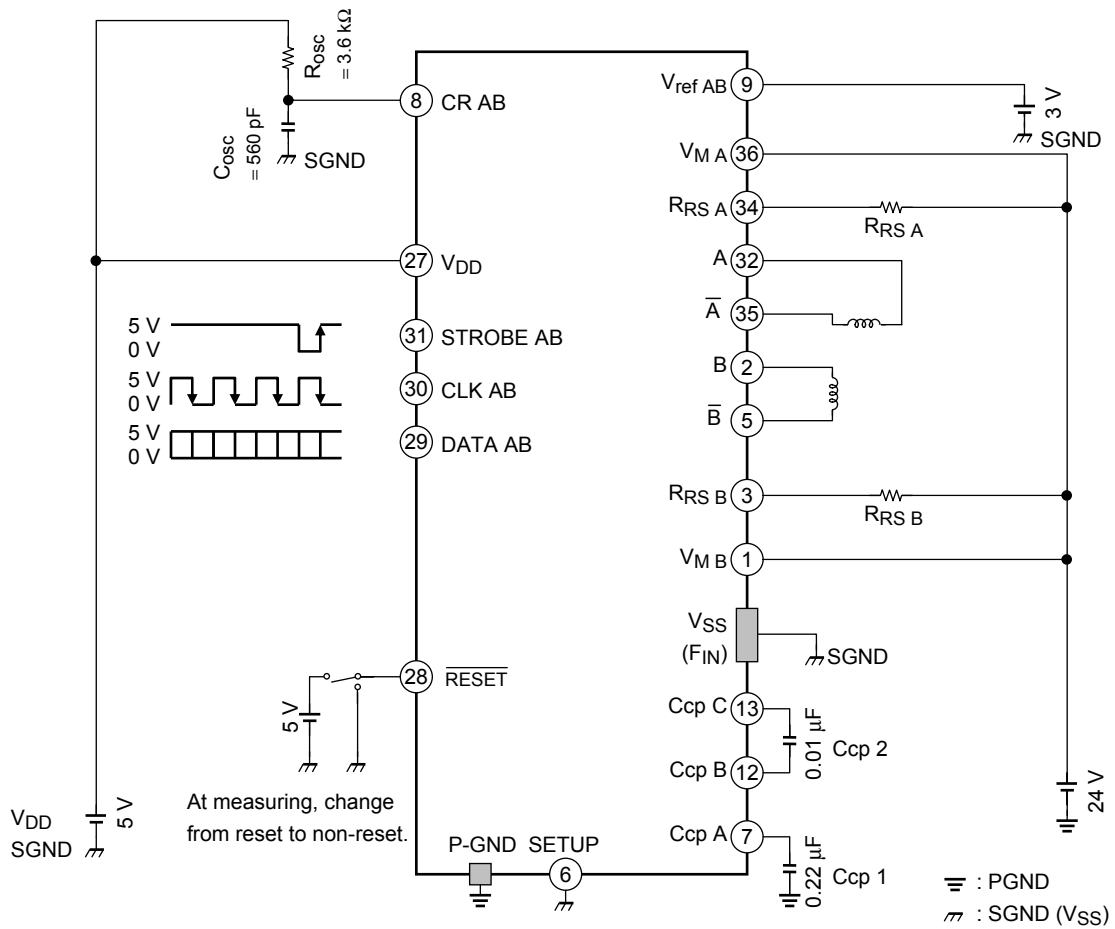 Rosc
= 3.6 kΩ
Cosc
= 560 pF
SGND
8 CR AB
Vref AB 9
3 V
SGND
VM A 36
RRS A 34
RRS A
A 32
A̅ 35
B 2
B̅ 5
27 VDD
5 V
0 V
31 STROBE AB
5 V
0 V
30 CLK AB
5 V
0 V
29 DATA AB
RRS B 3
RRS B
VM B 1
VSS
(FIN)
SGND
28 R̅E̅S̅E̅T̅
5 V
At measuring, change
from reset to non-reset.
Ccp C 13
0.01 µF
Ccp 2
Ccp B 12
Ccp A 7
0.22 µF
Ccp 1
24 V
VDD
SGND
5 V
P-GND
SETUP
6
: PGND
: SGND (VSS)